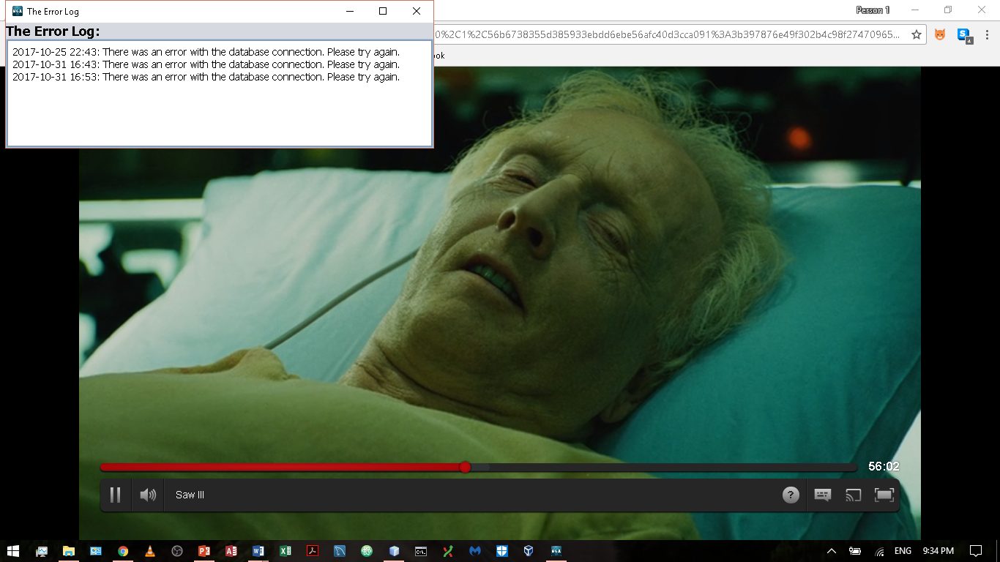 The Error Log
The Error Log:
2017-10-25 22:43: There was an error with the database connection. Please try again.
2017-10-31 16:43: There was an error with the database connection. Please try again.
2017-10-31 16:53: There was an error with the database connection. Please try again.
Person 1
0%2C1%2C56b6738355d385933ebdd6ebe56afc40d3cca091%3A3b397876e49f302b4c98f27470965...
ook
56:02
Saw III
?
ENG
9:34 PM